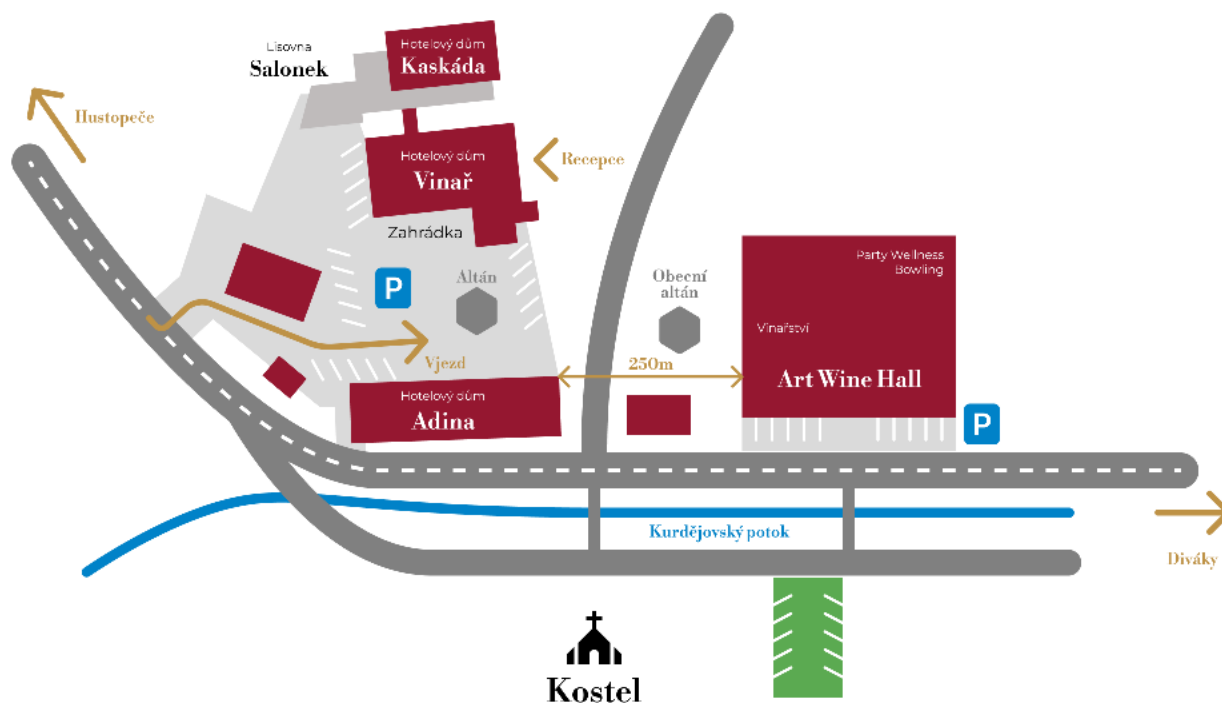 Lisovna
Salonek
Hotelový dům
Kaskáda
Hustopeče
Hotelový dům
Vinař
Recepce
Zahrádka
P
Altán
Obecní
altán
Party Wellness
Bowling
Vinařství
Vjezd
250m
Art Wine Hall
Hotelový dům
Adina
P
Kurdějovský potok
Diváky
Kostel